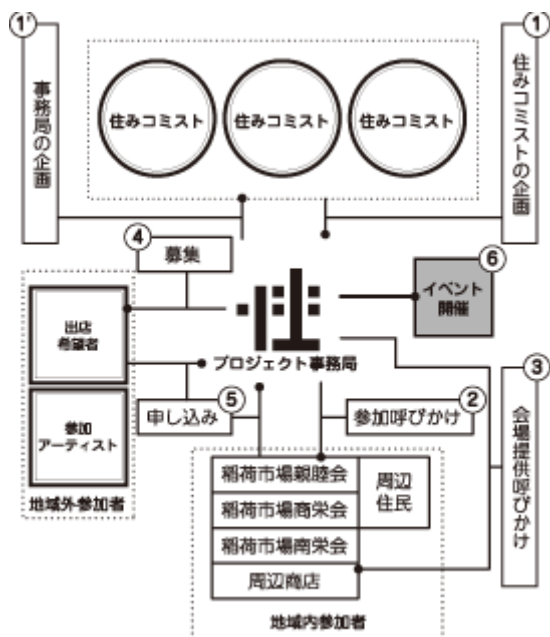 1'
事務局の企画
住みコミスト
住みコミスト
住みコミスト
1
住みコミストの企画
4
募集
6
イベント
開催
出店
希望者
プロジェクト事務局
3
会場提供呼びかけ
5
申し込み
2
参加呼びかけ
参加
アーティスト
地域外参加者
稲荷市場親睦会
周辺
住民
稲荷市場商栄会
稲荷市場南栄会
周辺商店
地域内参加者